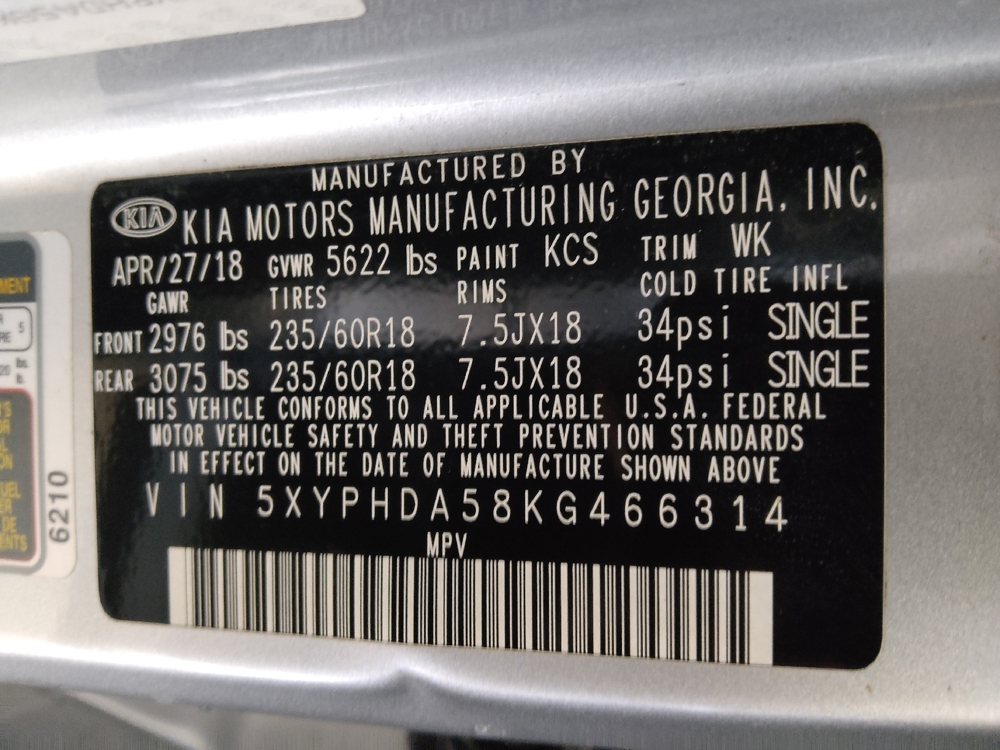 MANUFACTURED BY
KIA KIA MOTORS MANUFACTURING GEORGIA, INC.
APR/27/18 GVWR 5622 lbs PAINT KCS TRIM WK
GAWR TIRES RIMS COLD TIRE INFL
FRONT 2976 lbs 235/60R18 7.5JX18 34psi SINGLE
REAR 3075 lbs 235/60R18 7.5JX18 34psi SINGLE
THIS VEHICLE CONFORMS TO ALL APPLICABLE U.S.A. FEDERAL
MOTOR VEHICLE SAFETY AND THEFT PREVENTION STANDARDS
IN EFFECT ON THE DATE OF MANUFACTURE SHOWN ABOVE
VIN 5XYPHDA58KG466314
MPV
6210